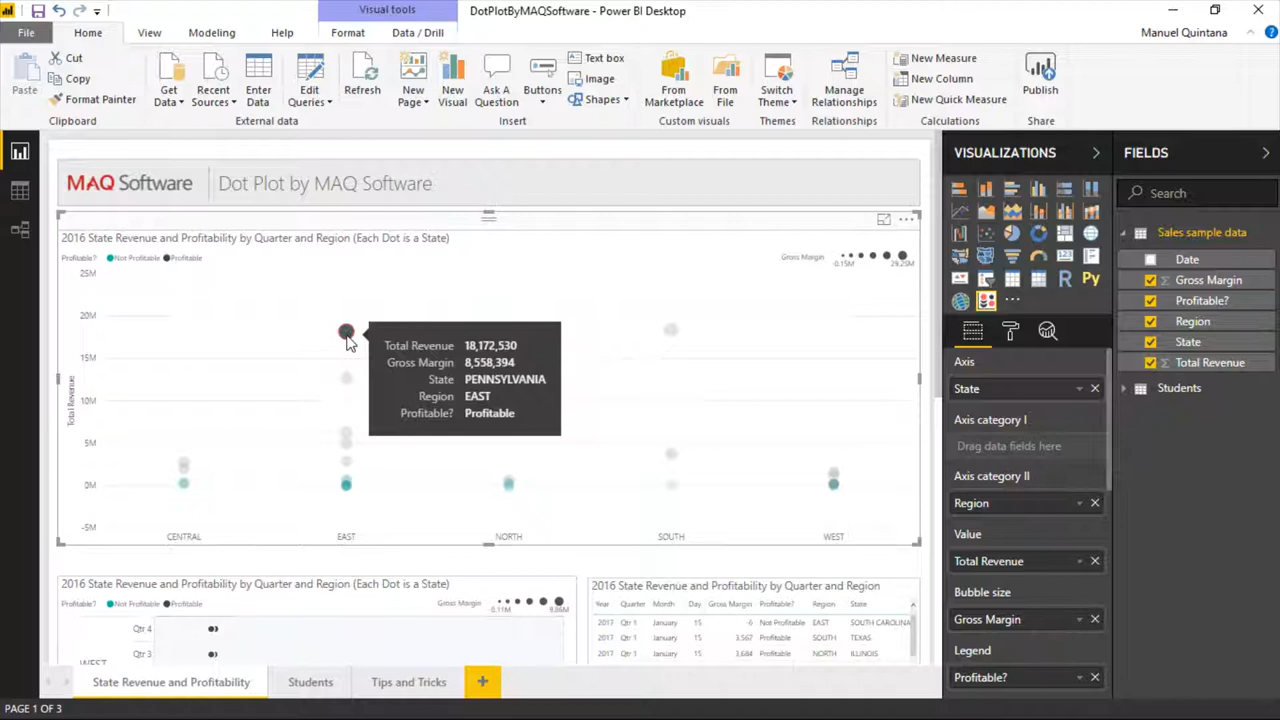 Visual tools
DotPlotByMAQSoftware - Power BI Desktop
File
Home
View
Modeling
Help
Format
Data / Drill
Manuel Quintana
Paste
Cut
Copy
Format Painter
Clipboard
Get Data
Recent Sources
Enter Data
External data
Edit Queries
Refresh
New Page
New Visual
Ask A Question
Buttons
Text box
Image
Shapes
Insert
From Marketplace
From File
Custom visuals
Switch Theme
Themes
Manage Relationships
Relationships
New Measure
New Column
New Quick Measure
Calculations
Publish
Share
MAQ Software
Dot Plot by MAQ Software
2016 State Revenue and Profitability by Quarter and Region (Each Dot is a State)
Profitable? Not Profitable Profitable
Gross Margin
-0.15M 29.25M
25M
20M
15M
10M
5M
0M
-5M
Total Revenue
CENTRAL EAST NORTH SOUTH WEST
Total Revenue 18,172,530
Gross Margin 8,558,394
State PENNSYLVANIA
Region EAST
Profitable? Profitable
2016 State Revenue and Profitability by Quarter and Region (Each Dot is a State)
Profitable? Not Profitable Profitable
Gross Margin
-0.11M 9.86M
Qtr 4
Qtr 3
WEST
2016 State Revenue and Profitability by Quarter and Region
Year Quarter Month Day Gross Margin Profitable? Region State
2017 Qtr 1 January 15 -6 Not Profitable EAST SOUTH CAROLINA
2017 Qtr 1 January 15 3,567 Profitable SOUTH TEXAS
2017 Qtr 1 January 15 3,684 Profitable NORTH ILLINOIS
State Revenue and Profitability
Students
Tips and Tricks
+
PAGE 1 OF 3
VISUALIZATIONS
R
Py
Axis
State
Axis category I
Drag data fields here
Axis category II
Region
Value
Total Revenue
Bubble size
Gross Margin
Legend
Profitable?
FIELDS
Search
Sales sample data
Date
Σ Gross Margin
Profitable?
Region
State
Σ Total Revenue
Students